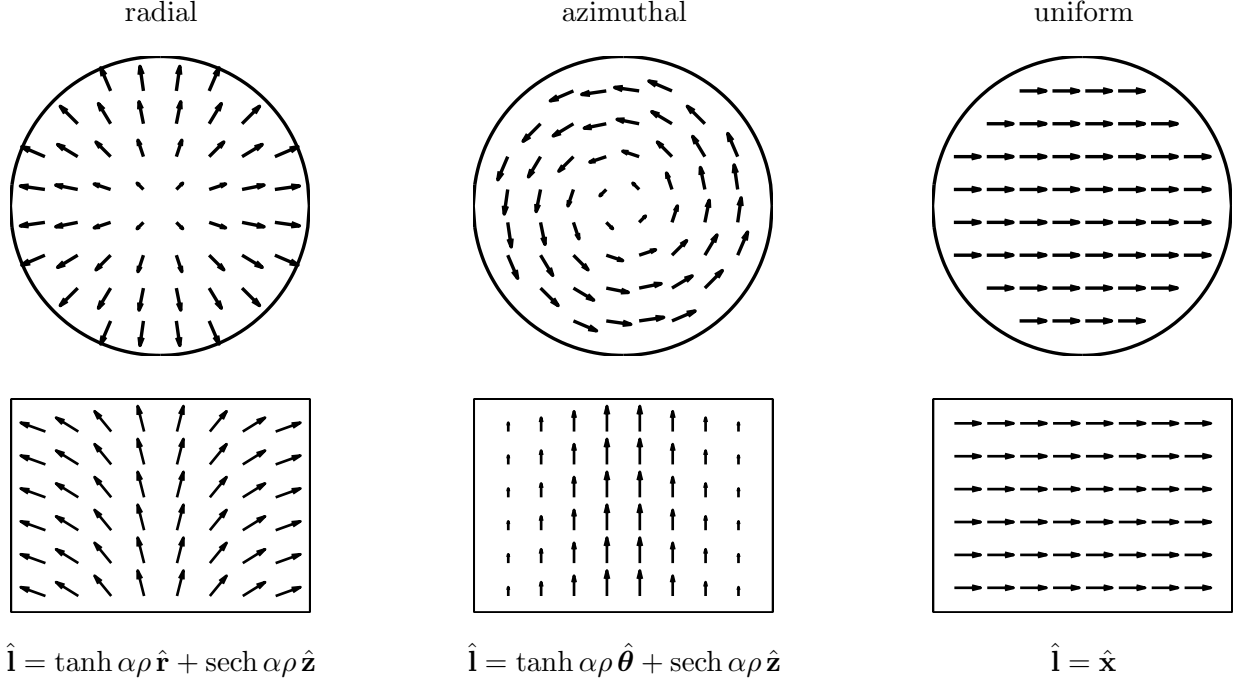 radial azimuthal uniform
l̂ = tanh αρ r̂ + sech αρ ẑ l̂ = tanh αρ θ̂ + sech αρ ẑ l̂ = x̂